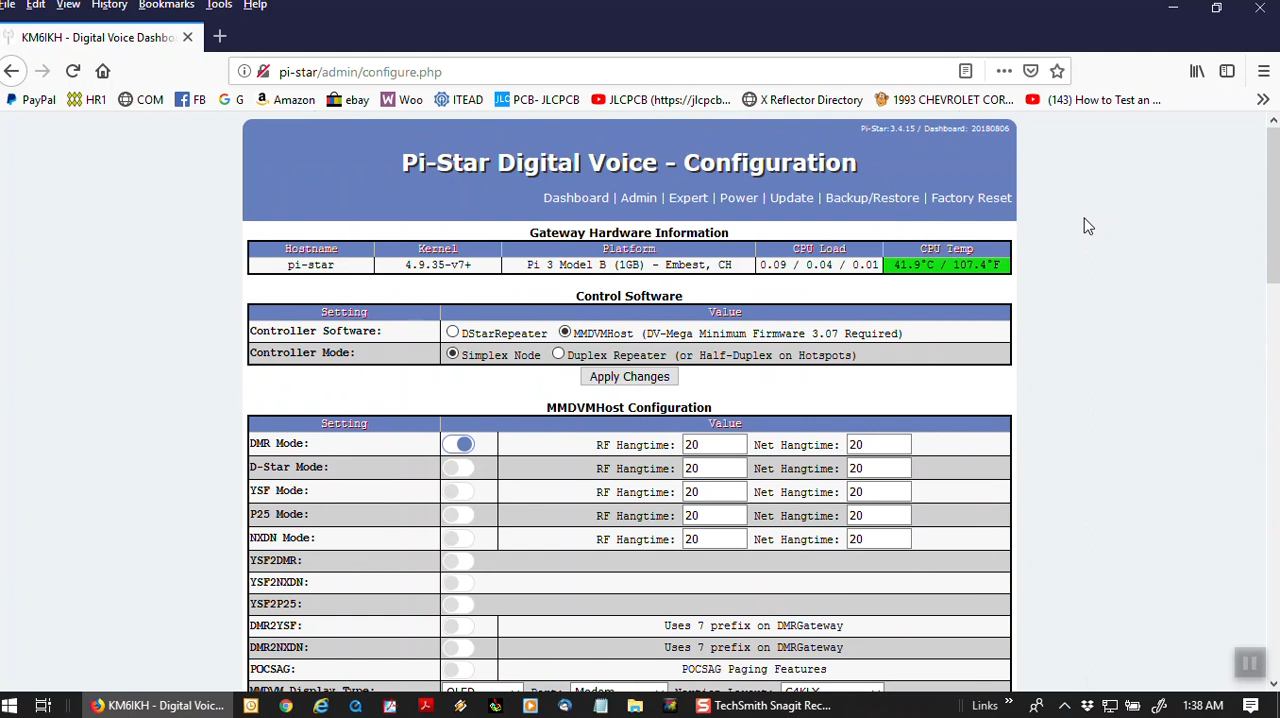 File Edit View History Bookmarks Tools Help
KM6IKH - Digital Voice Dashbo
pi-star/admin/configure.php
PayPal HR1 COM FB G Amazon ebay Woo ITEAD PCB- JLCPCB JLCPCB (https://jlcpcb... X Reflector Directory 1993 CHEVROLET COR... (143) How to Test an ...
Pi-Star:3.4.15 / Dashboard: 20180806
Pi-Star Digital Voice - Configuration
Dashboard | Admin | Expert | Power | Update | Backup/Restore | Factory Reset
Gateway Hardware Information
Hostname Kernel Platform CPU Load CPU Temp
pi-star 4.9.35-v7+ Pi 3 Model B (1GB) - Embest, CH 0.09 / 0.04 / 0.01 41.9°C / 107.4°F
Control Software
Setting Value
Controller Software: DStarRepeater MMDVMHost (DV-Mega Minimum Firmware 3.07 Required)
Controller Mode: Simplex Node Duplex Repeater (or Half-Duplex on Hotspots)
Apply Changes
MMDVMHost Configuration
Setting Value
DMR Mode: RF Hangtime: 20 Net Hangtime: 20
D-Star Mode: RF Hangtime: 20 Net Hangtime: 20
YSF Mode: RF Hangtime: 20 Net Hangtime: 20
P25 Mode: RF Hangtime: 20 Net Hangtime: 20
NXDN Mode: RF Hangtime: 20 Net Hangtime: 20
YSF2DMR:
YSF2NXDN:
YSF2P25:
DMR2YSF: Uses 7 prefix on DMRGateway
DMR2NXDN: Uses 7 prefix on DMRGateway
POCSAG: POCSAG Paging Features
MMDVM Display Type: OLED Port: Modem Nextion Layout: G4KLX
KM6IKH - Digital Voic... TechSmith Snagit Rec... Links 1:38 AM